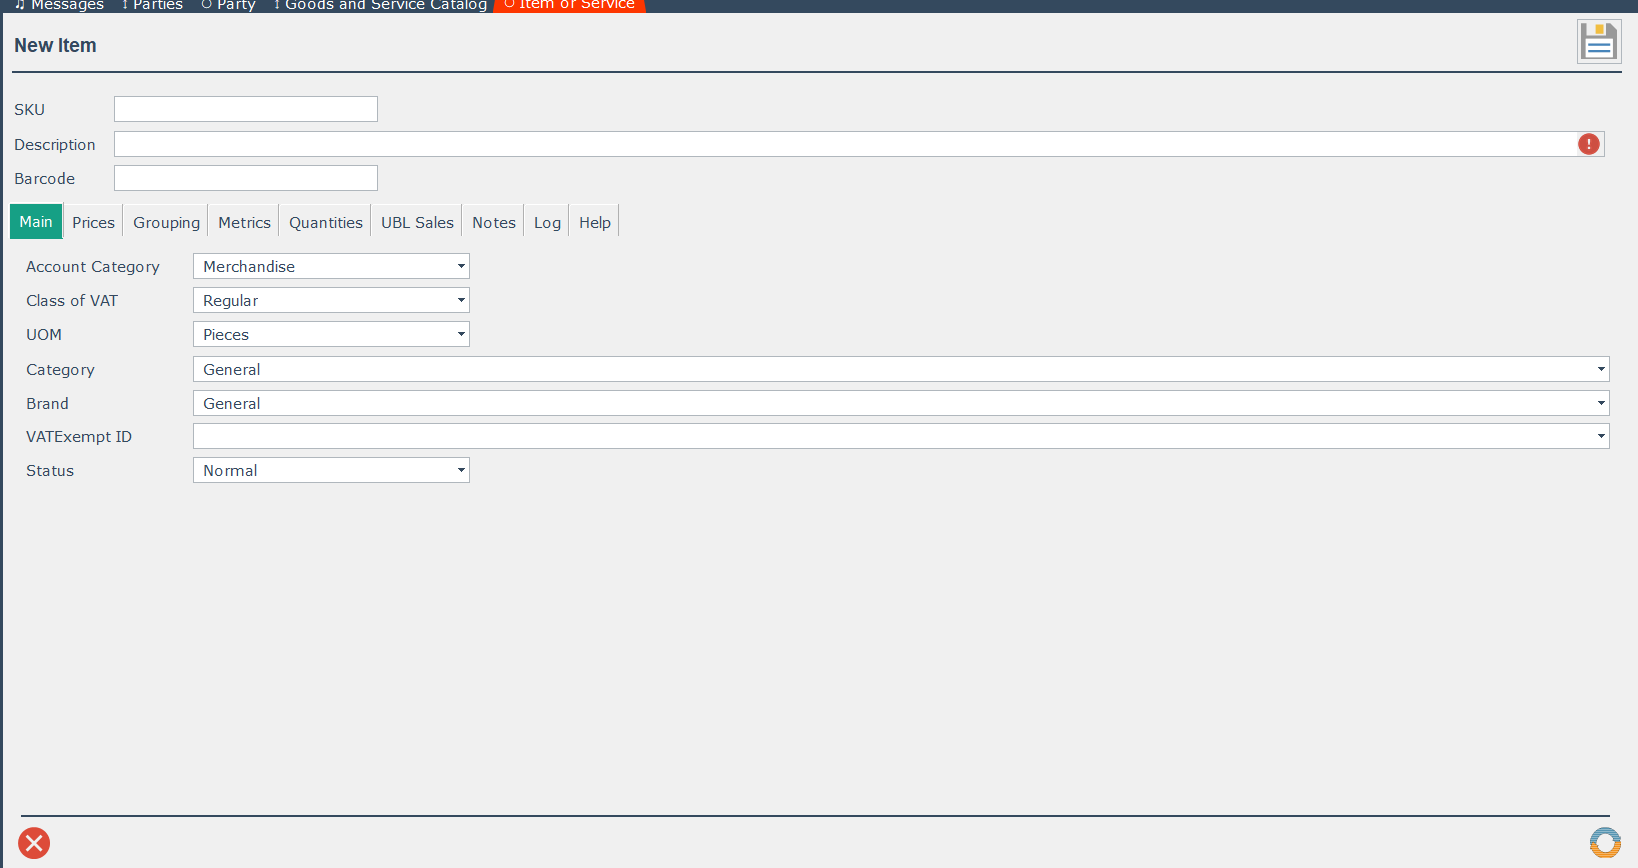 ♫ Messages ↕ Parties ○ Party ↕ Goods and Service Catalog ○ Item or Service
New Item
SKU
Description
!
Barcode
Main Prices Grouping Metrics Quantities UBL Sales Notes Log Help
Account Category Merchandise
Class of VAT Regular
UOM Pieces
Category General
Brand General
VATExempt ID
Status Normal